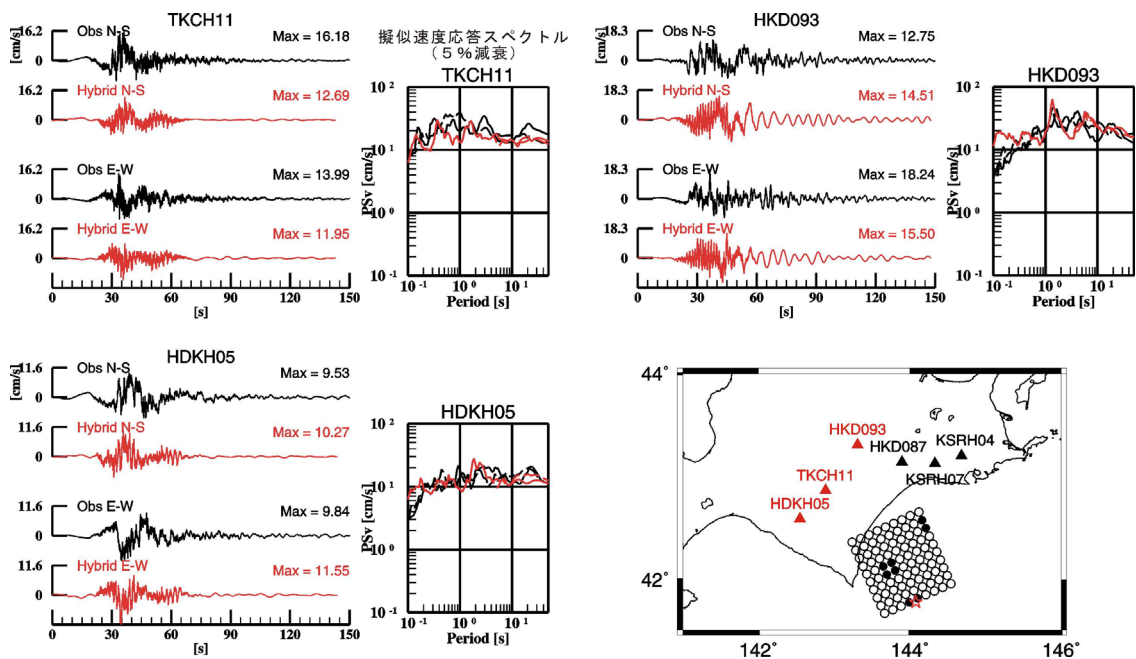 TKCH11
[cm/s]
16.2
0
Obs N-S
Max = 16.18
16.2
0
Hybrid N-S
Max = 12.69
16.2
0
Obs E-W
Max = 13.99
16.2
0
Hybrid E-W
Max = 11.95
0 30 60 90 120 150
[s]
擬似速度応答スペクトル
(5%減衰)
TKCH11
PSv [cm/s]
10²
10¹
10⁰
10⁻¹
10⁻¹ 10⁰ 10¹
Period [s]
HKD093
[cm/s]
18.3
0
Obs N-S
Max = 12.75
18.3
0
Hybrid N-S
Max = 14.51
18.3
0
Obs E-W
Max = 18.24
18.3
0
Hybrid E-W
Max = 15.50
0 30 60 90 120 150
[s]
HKD093
PSv [cm/s]
10²
10¹
10⁰
10⁻¹
10⁻¹ 10⁰ 10¹
Period [s]
HDKH05
[cm/s]
11.6
0
Obs N-S
Max = 9.53
11.6
0
Hybrid N-S
Max = 10.27
11.6
0
Obs E-W
Max = 9.84
11.6
0
Hybrid E-W
Max = 11.55
0 30 60 90 120 150
[s]
HDKH05
PSv [cm/s]
10²
10¹
10⁰
10⁻¹
10⁻¹ 10⁰ 10¹
Period [s]
44°
42°
HKD093
HKD087
KSRH04
KSRH07
TKCH11
HDKH05
142° 144° 146°